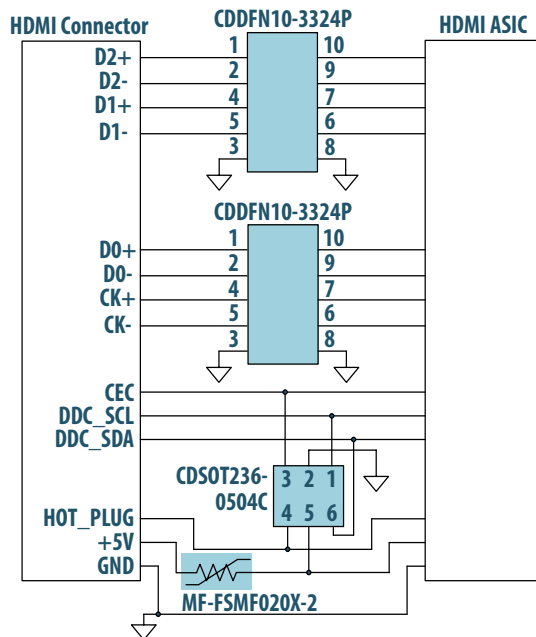 HDMI Connector
CDDFN10-3324P
HDMI ASIC
D2+ 1 10
D2- 2 9
D1+ 4 7
D1- 5 6
3 8
CDDFN10-3324P
D0+ 1 10
D0- 2 9
CK+ 4 7
CK- 5 6
3 8
CEC
DDC_SCL
DDC_SDA
CDSOT236-
0504C
3 2 1
4 5 6
HOT_PLUG
+5V
GND
MF-FSMF020X-2